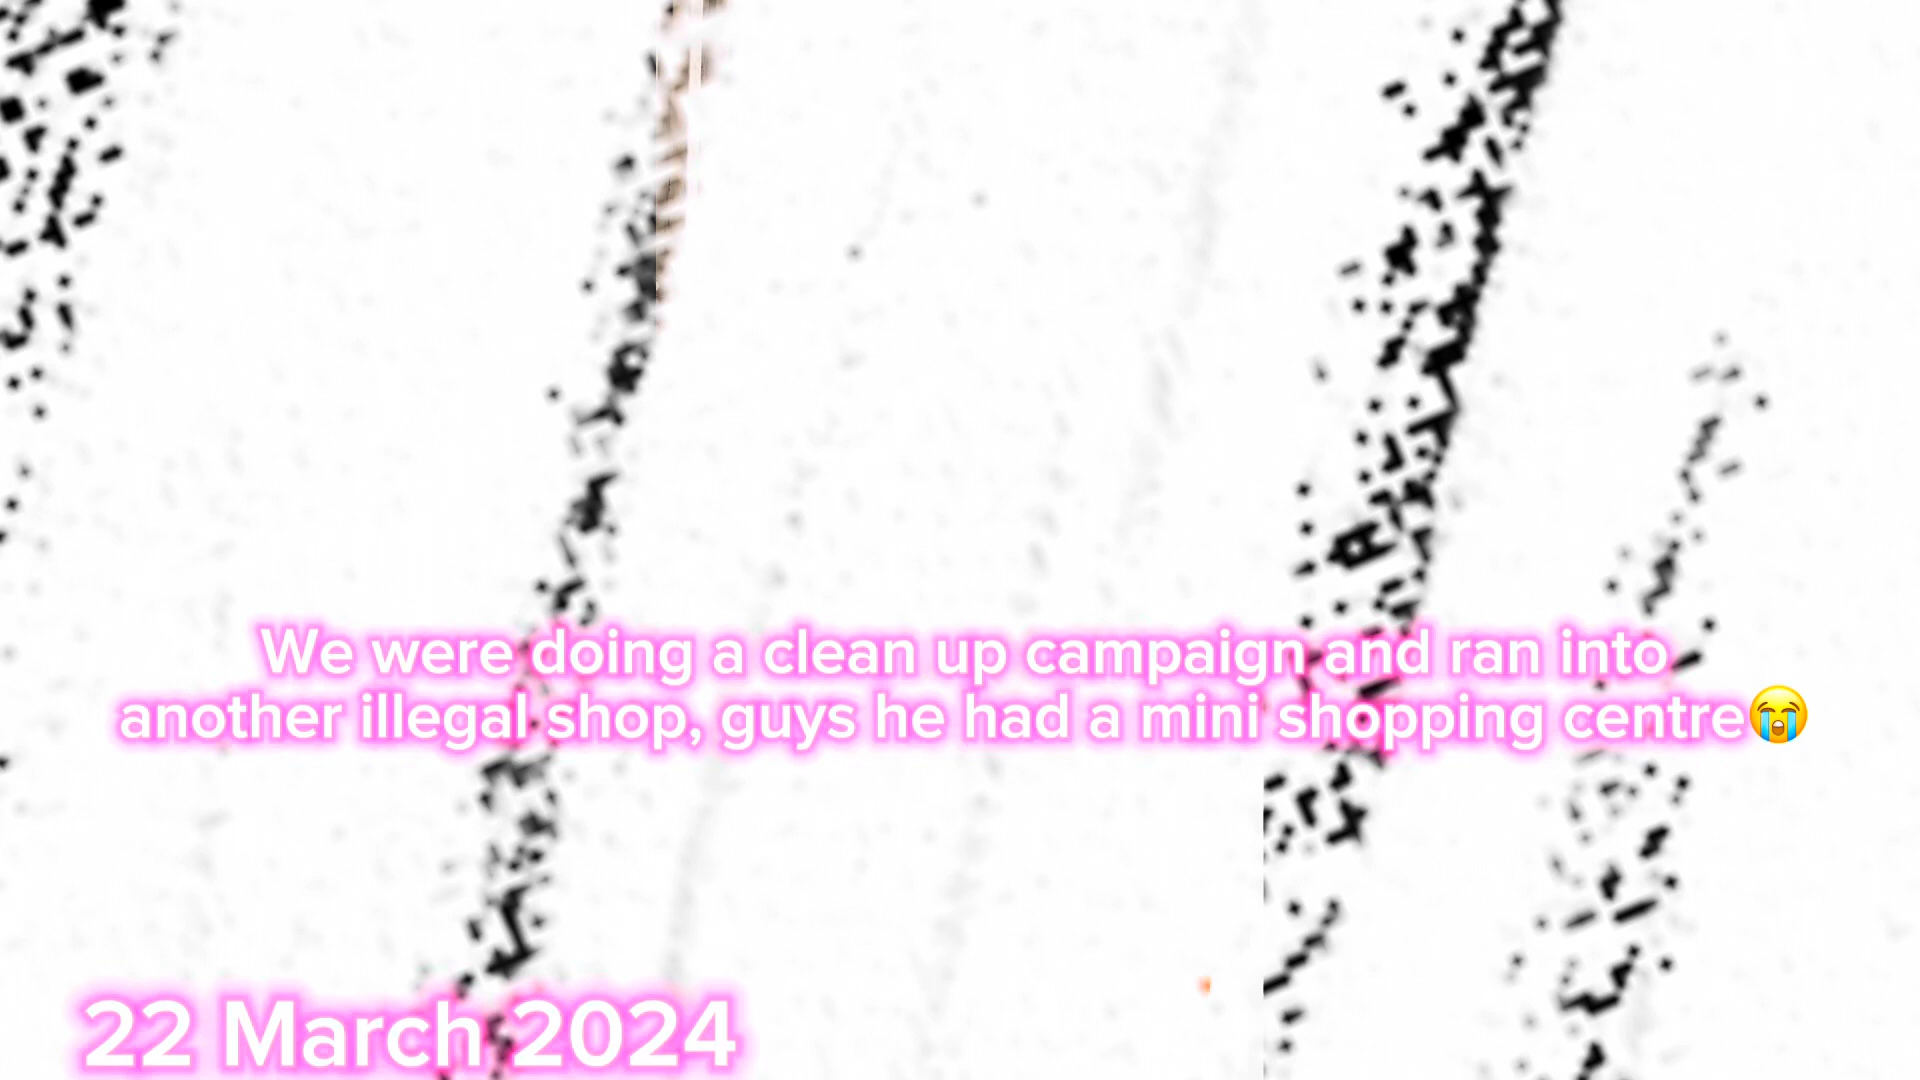 We were doing a clean up campaign and ran into
another illegal shop, guys he had a mini shopping centre😭
22 March 2024